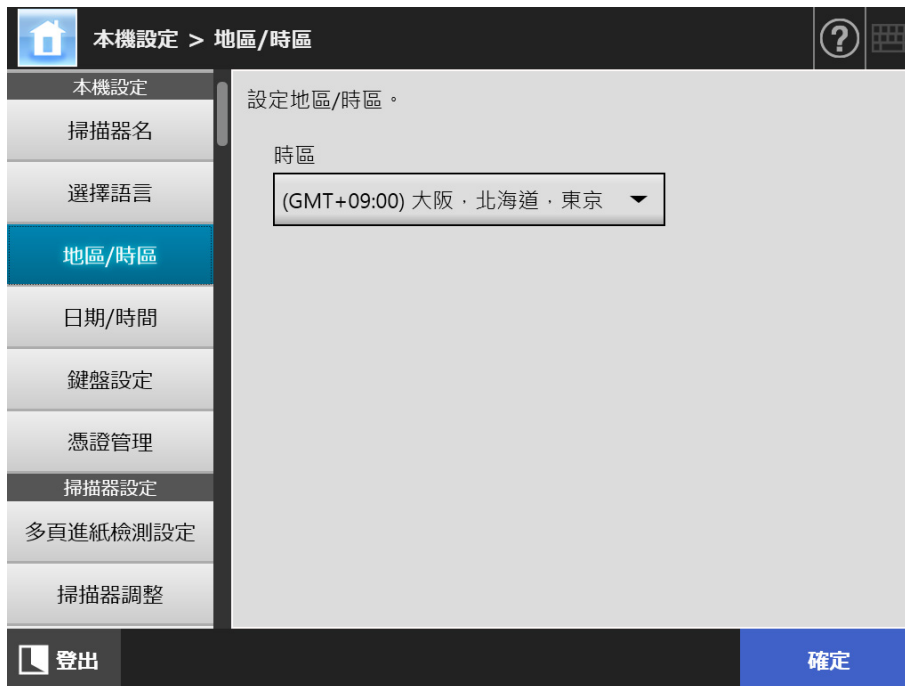 本機設定 > 地區/時區
?
本機設定
掃描器名
選擇語言
地區/時區
日期/時間
鍵盤設定
憑證管理
掃描器設定
多頁進紙檢測設定
掃描器調整
設定地區/時區。
時區
(GMT+09:00) 大阪，北海道，東京
登出
確定